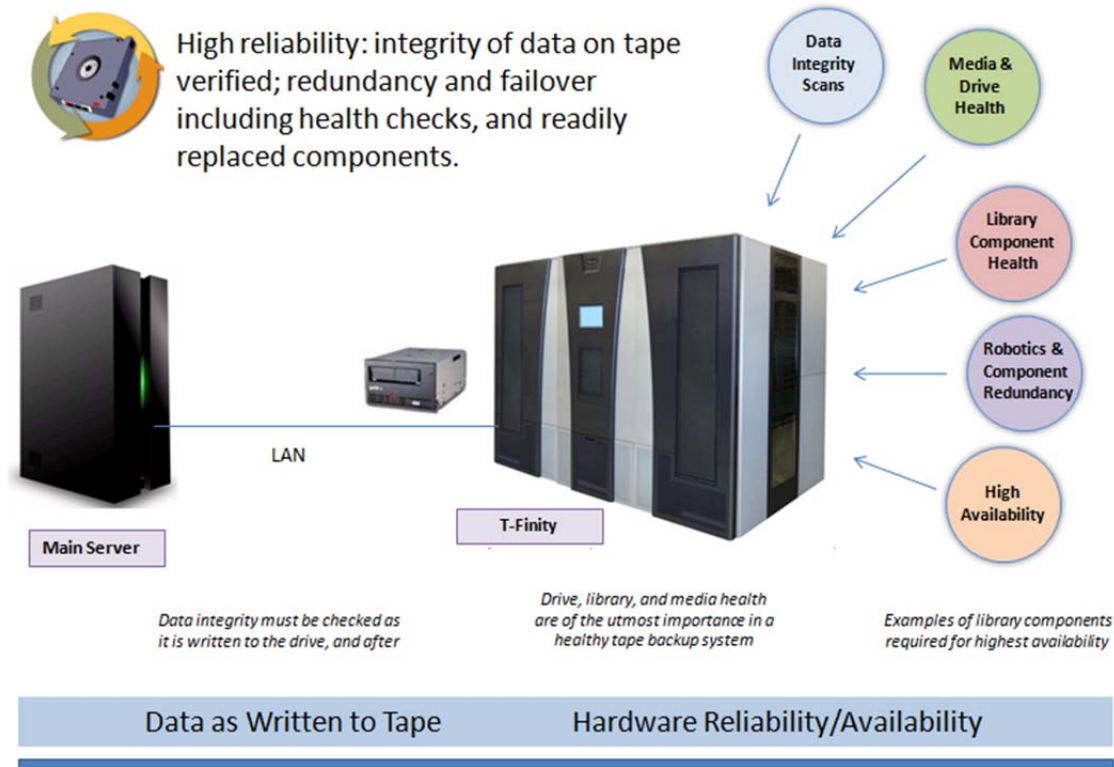 High reliability: integrity of data on tape
verified; redundancy and failover
including health checks, and readily
replaced components.
Data
Integrity
Scans
Media &
Drive
Health
Library
Component
Health
Robotics &
Component
Redundancy
High
Availability
LAN
Main Server
T-Finity
Data integrity must be checked as
it is written to the drive, and after
Drive, library, and media health
are of the utmost importance in a
healthy tape backup system
Examples of library components
required for highest availability
Data as Written to Tape
Hardware Reliability/Availability